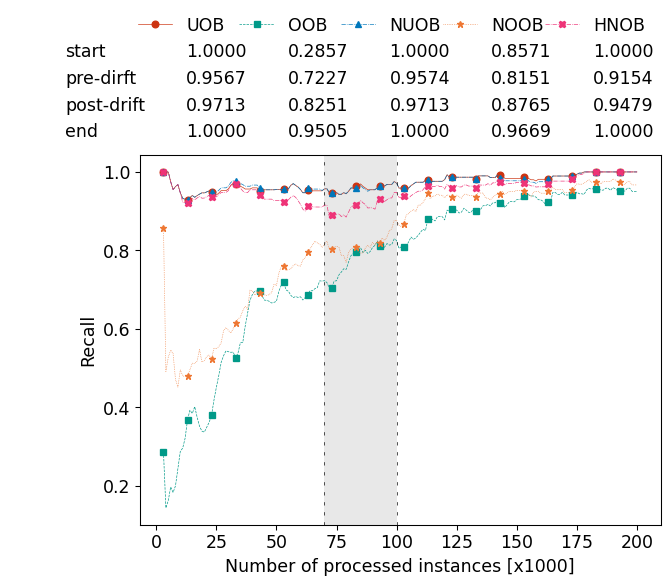 UOB OOB NUOB NOOB HNOB
start 1.0000 0.2857 1.0000 0.8571 1.0000
pre-dirft 0.9567 0.7227 0.9574 0.8151 0.9154
post-drift 0.9713 0.8251 0.9713 0.8765 0.9479
end 1.0000 0.9505 1.0000 0.9669 1.0000
1.0
0.8
0.6
0.4
0.2
Recall
0 25 50 75 100 125 150 175 200
Number of processed instances [x1000]